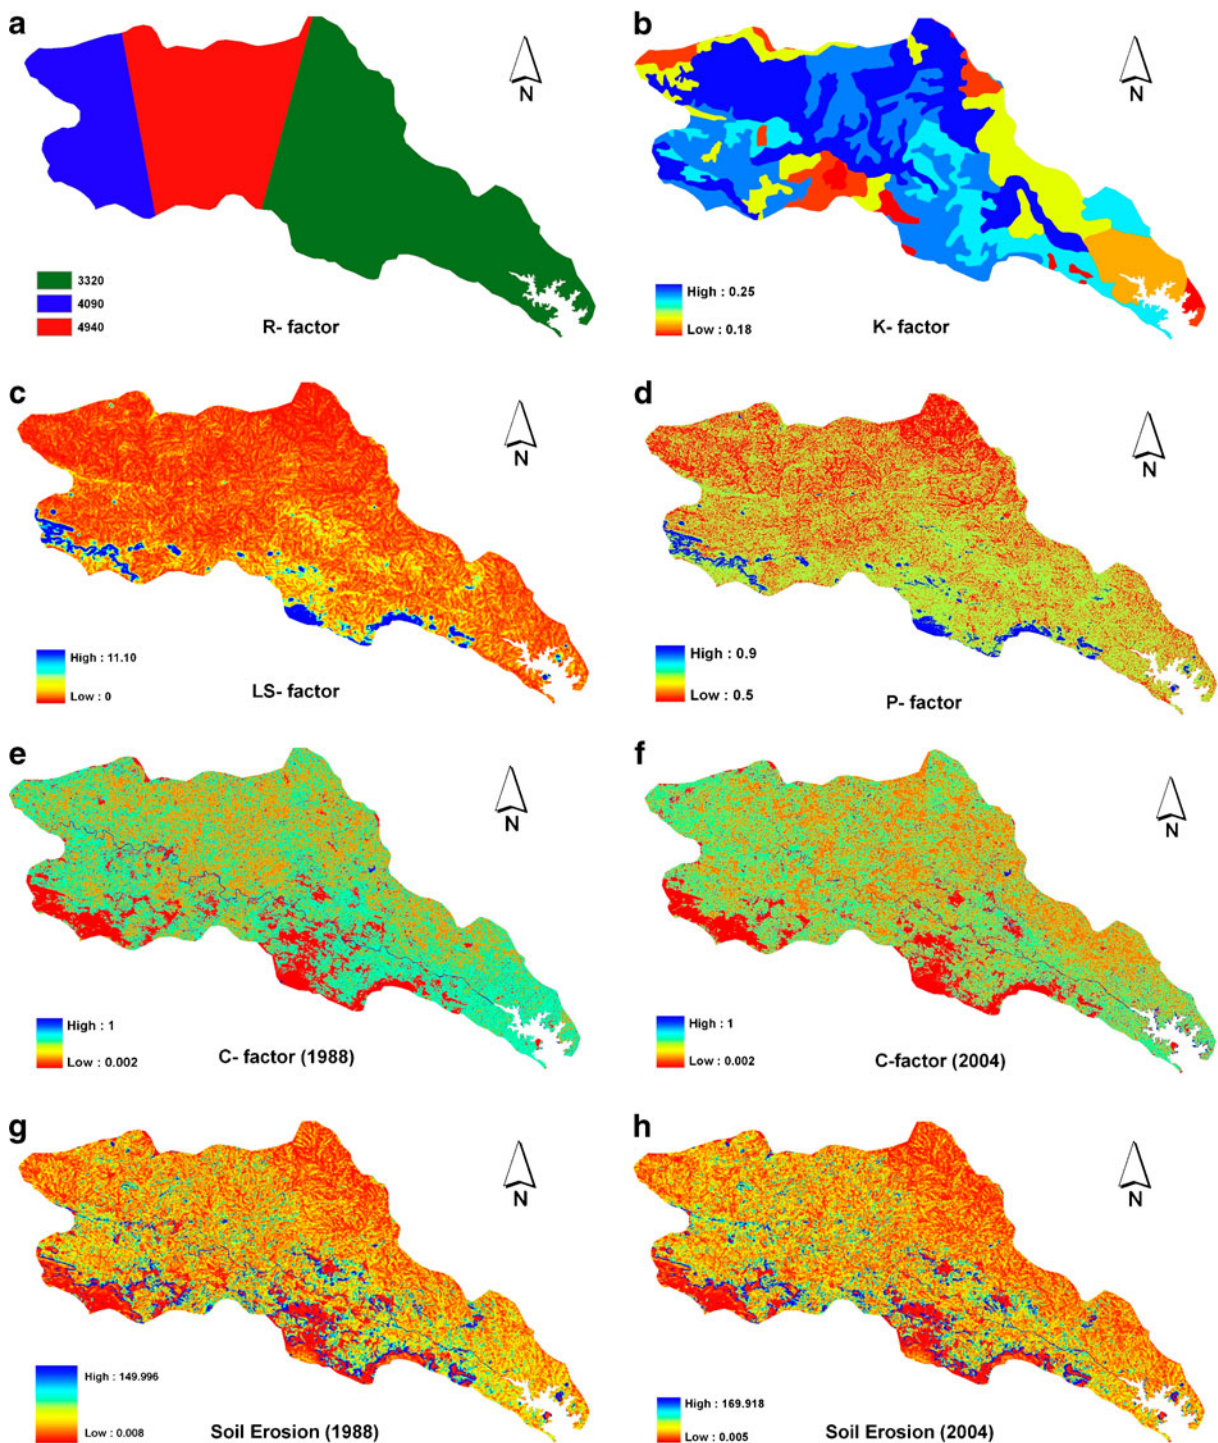 a
N
3320
4090
4940
R- factor
b
N
High : 0.25
Low : 0.18
K- factor
c
N
High : 11.10
Low : 0
LS- factor
d
N
High : 0.9
Low : 0.5
P- factor
e
N
High : 1
Low : 0.002
C- factor (1988)
f
N
High : 1
Low : 0.002
C-factor (2004)
g
N
High : 149.996
Low : 0.008
Soil Erosion (1988)
h
N
High : 169.918
Low : 0.005
Soil Erosion (2004)